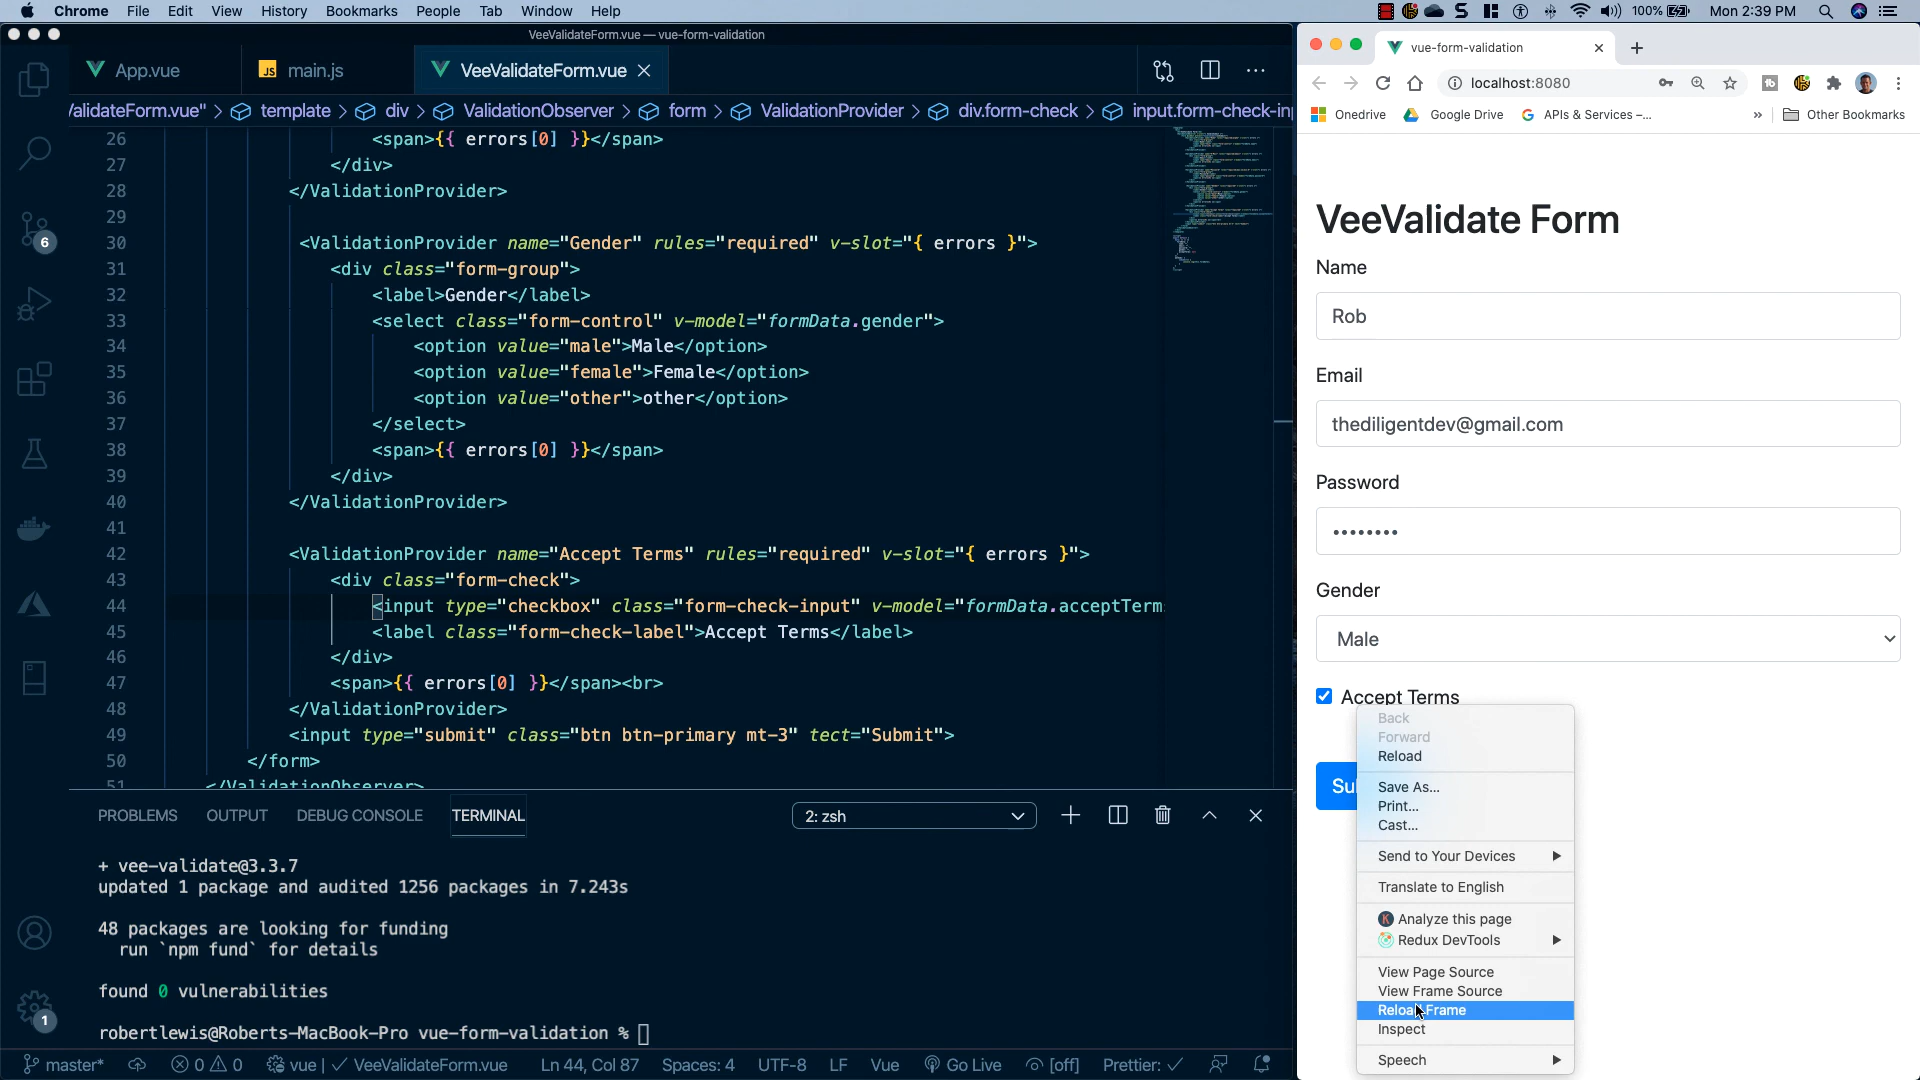 Chrome File Edit View History Bookmarks People Tab Window Help
100% Mon 2:39 PM
VeeValidateForm.vue — vue-form-validation
App.vue
JS main.js
VeeValidateForm.vue
/alidateForm.vue" > template > div > ValidationObserver > form > ValidationProvider > div.form-check > input.form-check-in
26 <span>{{ errors[0] }}</span>
27 </div>
28 </ValidationProvider>
29
30 <ValidationProvider name="Gender" rules="required" v-slot="{ errors }">
31 <div class="form-group">
32 <label>Gender</label>
33 <select class="form-control" v-model="formData.gender">
34 <option value="male">Male</option>
35 <option value="female">Female</option>
36 <option value="other">other</option>
37 </select>
38 <span>{{ errors[0] }}</span>
39 </div>
40 </ValidationProvider>
41
42 <ValidationProvider name="Accept Terms" rules="required" v-slot="{ errors }">
43 <div class="form-check">
44 <input type="checkbox" class="form-check-input" v-model="formData.acceptTerm
45 <label class="form-check-label">Accept Terms</label>
46 </div>
47 <span>{{ errors[0] }}</span><br>
48 </ValidationProvider>
49 <input type="submit" class="btn btn-primary mt-3" tect="Submit">
50 </form>
51 </ValidationObserver>
6
1
PROBLEMS OUTPUT DEBUG CONSOLE TERMINAL
2: zsh
+ vee-validate@3.3.7
updated 1 package and audited 1256 packages in 7.243s
48 packages are looking for funding
run `npm fund` for details
found 0 vulnerabilities
robertlewis@Roberts-MacBook-Pro vue-form-validation %
master* 0 0 vue | ✓ VeeValidateForm.vue Ln 44, Col 87 Spaces: 4 UTF-8 LF Vue Go Live [off] Prettier: ✓
vue-form-validation
localhost:8080
Onedrive Google Drive APIs & Services –... » Other Bookmarks
VeeValidate Form
Name
Rob
Email
thediligentdev@gmail.com
Password
••••••••
Gender
Male
Accept Terms
Su
Back
Forward
Reload
Save As...
Print...
Cast...
Send to Your Devices
Translate to English
Analyze this page
Redux DevTools
View Page Source
View Frame Source
Reload Frame
Inspect
Speech